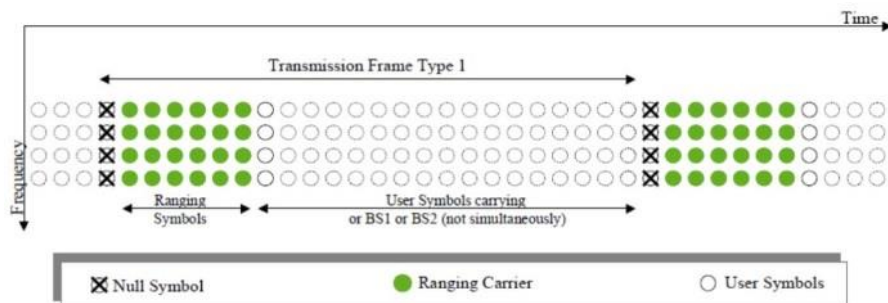 Time
Transmission Frame Type 1
Frequency
Ranging
Symbols
User Symbols carrying
or BS1 or BS2 (not simultaneously)
Null Symbol
Ranging Carrier
User Symbols